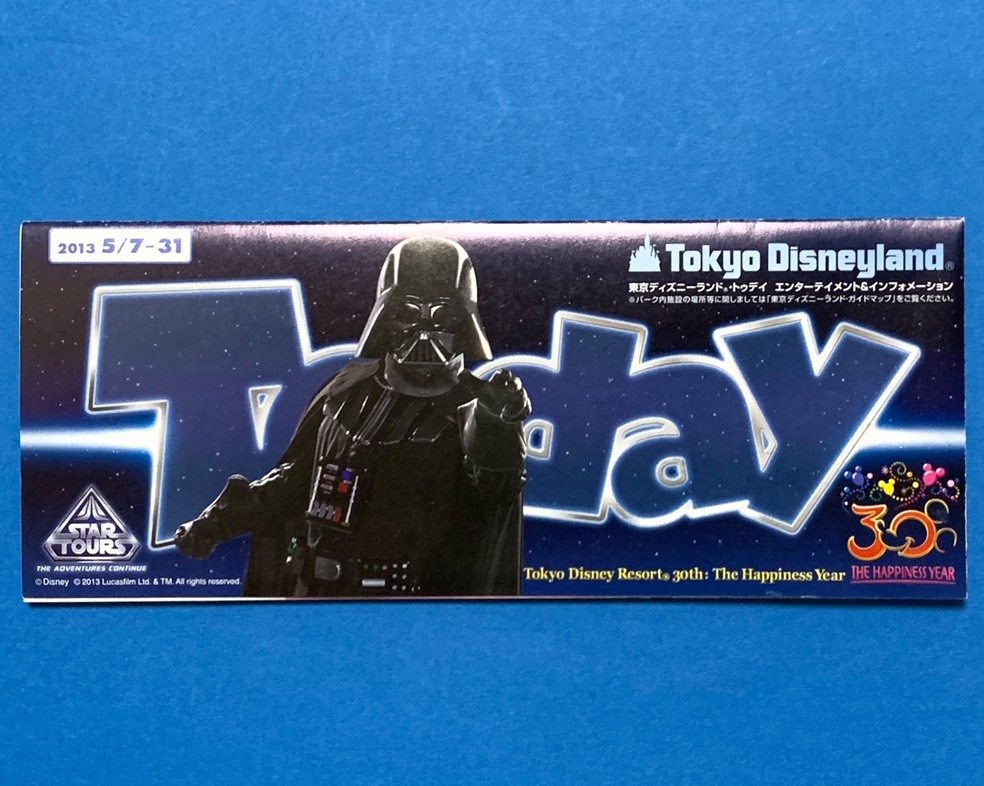 2013 5/7-31
Tokyo Disneyland®
東京ディズニーランド®・トゥデイ エンターテイメント&インフォメーション
※パーク内施設の場所等に関しましては「東京ディズニーランド・ガイドマップ」をご覧ください。
Today
STAR
TOURS
THE ADVENTURES CONTINUE
© Disney © 2013 Lucasfilm Ltd. & TM. All rights reserved.
Tokyo Disney Resort® 30th: The Happiness Year
30
THE HAPPINESS YEAR